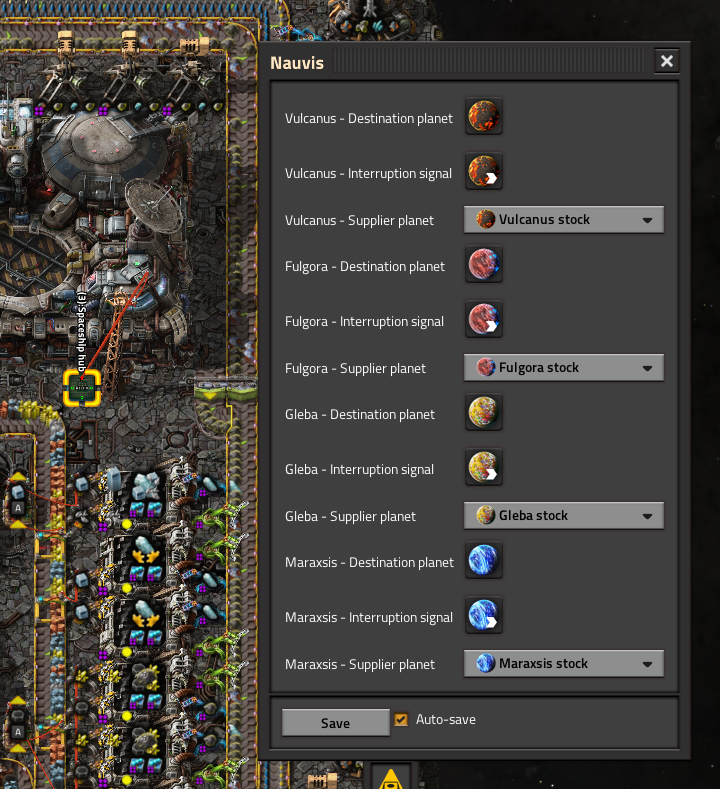 Nauvis
Vulcanus - Destination planet
Vulcanus - Interruption signal
Vulcanus - Supplier planet
Vulcanus stock
Fulgora - Destination planet
Fulgora - Interruption signal
Fulgora - Supplier planet
Fulgora stock
Gleba - Destination planet
Gleba - Interruption signal
Gleba - Supplier planet
Gleba stock
Maraxsis - Destination planet
Maraxsis - Interruption signal
Maraxsis - Supplier planet
Maraxsis stock
Save
Auto-save
(3) Spaceship hub
A
A